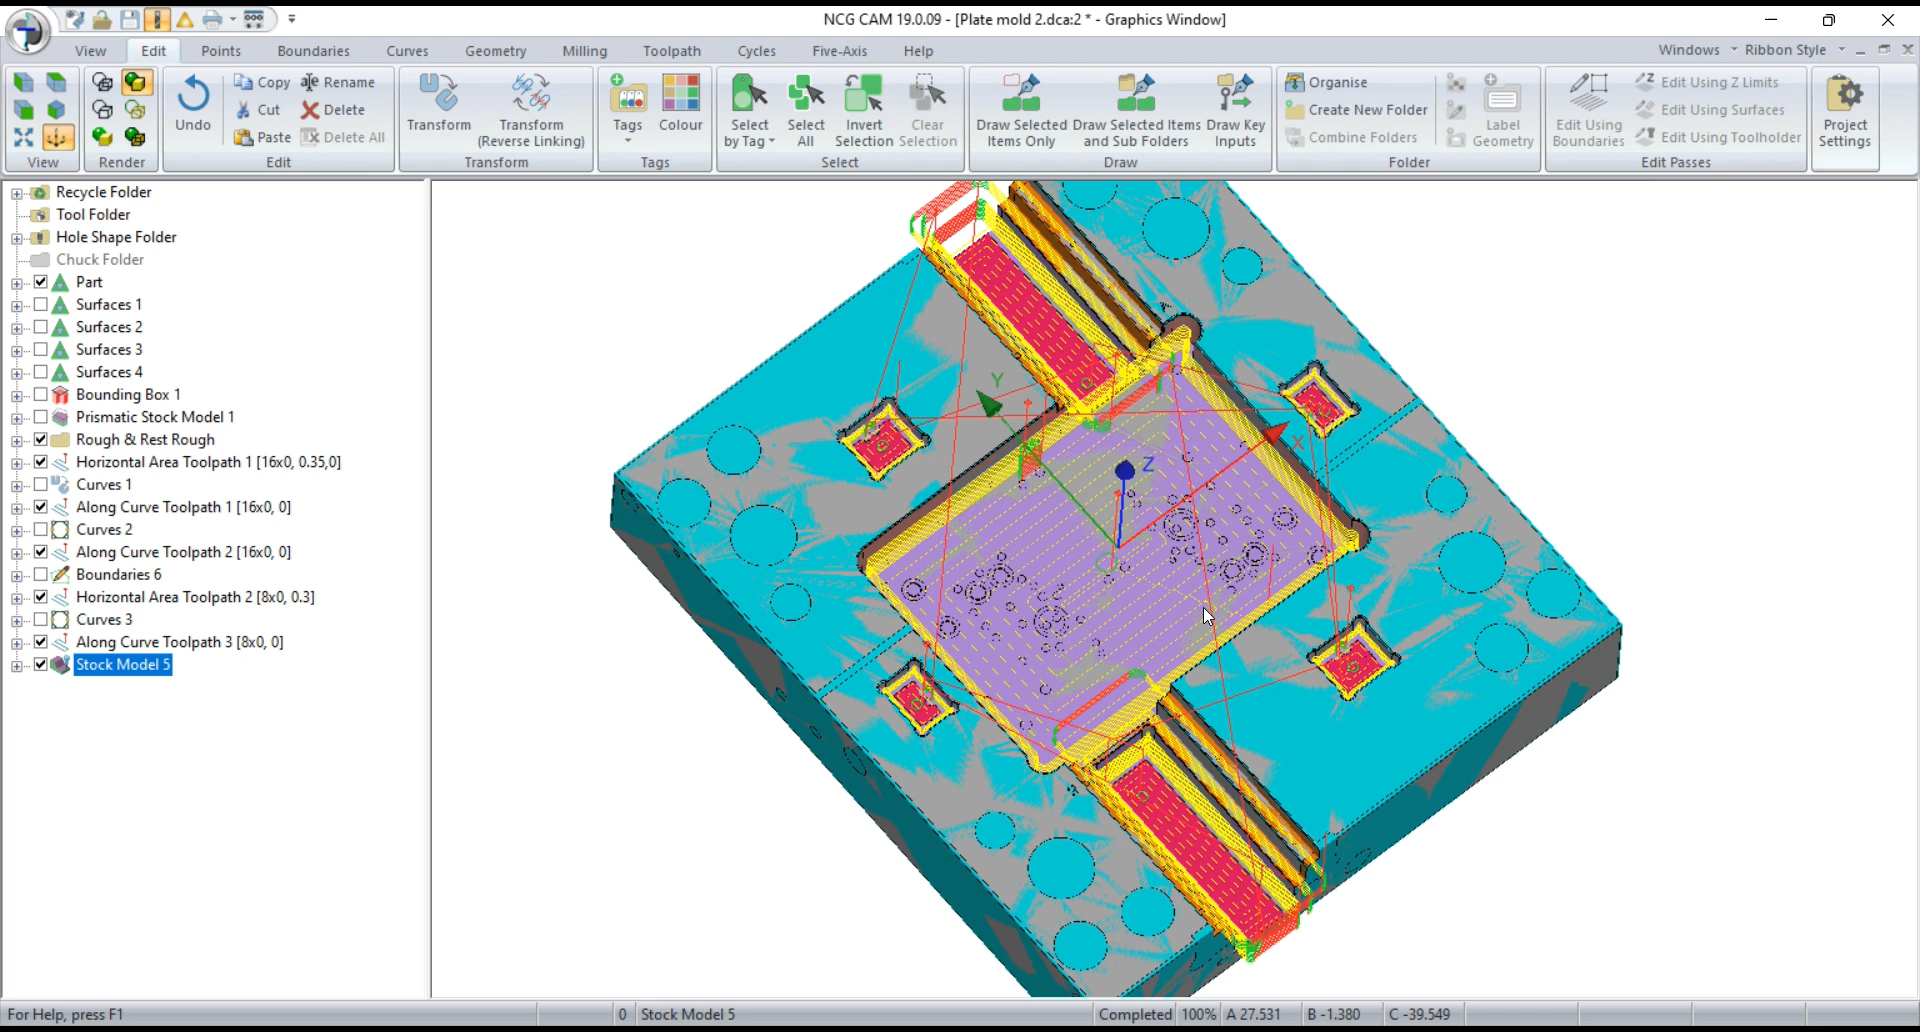 NCG CAM 19.0.09 - [Plate mold 2.dca:2 * - Graphics Window]
View Edit Points Boundaries Curves Geometry Milling Toolpath Cycles Five-Axis Help Windows Ribbon Style
Undo
Copy
Cut
Paste
Rename
Delete
Delete All
Transform
Transform
(Reverse Linking)
Tags
Colour
Select
by Tag
Select
All
Invert
Selection
Clear
Selection
Draw Selected
Items Only
Draw Selected Items
and Sub Folders
Draw Key
Inputs
Organise
Create New Folder
Combine Folders
Label
Geometry
Edit Using
Boundaries
Edit Using Z Limits
Edit Using Surfaces
Edit Using Toolholder
Project
Settings
View Render Edit Transform Tags Select Draw Folder Edit Passes
Recycle Folder
Tool Folder
Hole Shape Folder
Chuck Folder
Part
Surfaces 1
Surfaces 2
Surfaces 3
Surfaces 4
Bounding Box 1
Prismatic Stock Model 1
Rough & Rest Rough
Horizontal Area Toolpath 1 [16x0, 0.35,0]
Curves 1
Along Curve Toolpath 1 [16x0, 0]
Curves 2
Along Curve Toolpath 2 [16x0, 0]
Boundaries 6
Horizontal Area Toolpath 2 [8x0, 0.3]
Curves 3
Along Curve Toolpath 3 [8x0, 0]
Stock Model 5
Y
X
Z
For Help, press F1 0 Stock Model 5 Completed 100% A 27.531 B -1.380 C -39.549